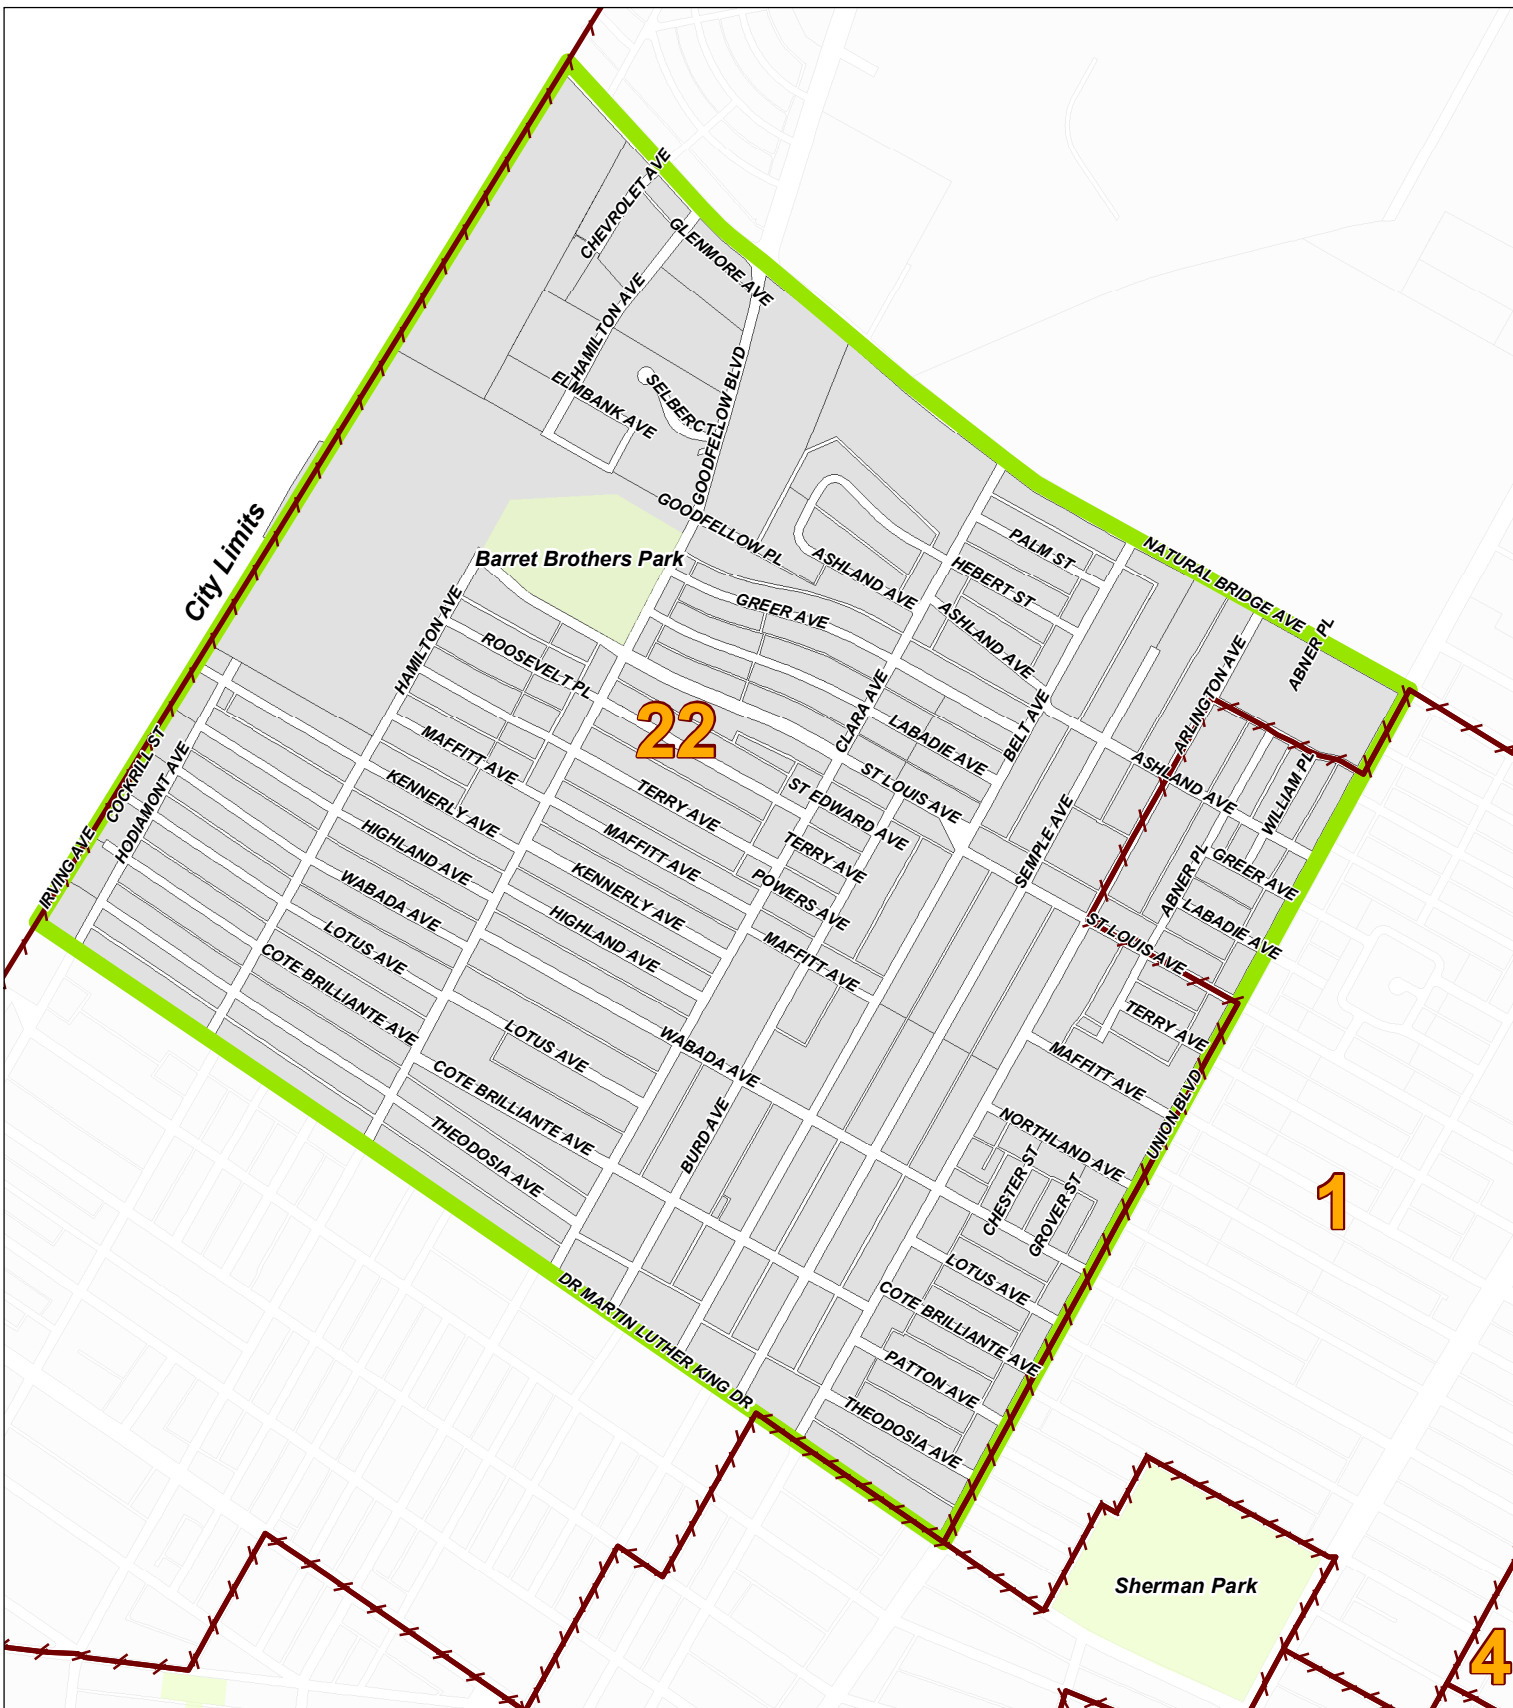 CHEVROLET AVE
GLENMORE AVE
HAMILTON AVE
GOODFELLOW BLVD
SELBER CT
ELMBANK AVE
City Limits
GOODFELLOW PL
Barret Brothers Park
PALM ST
NATURAL BRIDGE AVE
ASHLAND AVE
HEBERT ST
GREER AVE
ASHLAND AVE
ABNER PL
HAMILTON AVE
ROOSEVELT PL
ARLINGTON AVE
CLARA AVE
BELT AVE
22
LABADIE AVE
COCKRILL ST
HODIAMONT AVE
MAFFITT AVE
ST LOUIS AVE
ASHLAND AVE
WILLIAM PL
KENNERLY AVE
TERRY AVE
ST EDWARD AVE
SEMPLE AVE
IRVING AVE
HIGHLAND AVE
MAFFITT AVE
TERRY AVE
GREER AVE
ABNER PL
WABADA AVE
KENNERLY AVE
POWERS AVE
LABADIE AVE
LOTUS AVE
HIGHLAND AVE
MAFFITT AVE
ST LOUIS AVE
COTE BRILLIANTE AVE
LOTUS AVE
WABADA AVE
TERRY AVE
MAFFITT AVE
COTE BRILLIANTE AVE
BURD AVE
NORTHLAND AVE
UNION BLVD
THEODOSIA AVE
CHESTER ST
GROVER ST
1
LOTUS AVE
COTE BRILLIANTE AVE
DR MARTIN LUTHER KING DR
PATTON AVE
THEODOSIA AVE
Sherman Park
4